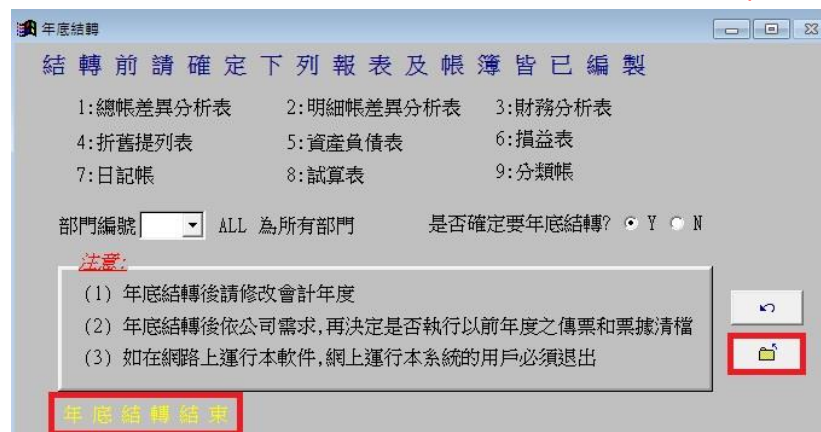 年底結轉
結轉前請確定下列報表及帳簿皆已編製
1:總帳差異分析表 2:明細帳差異分析表 3:財務分析表
4:折舊提列表 5:資產負債表 6:損益表
7:日記帳 8:試算表 9:分類帳
部門編號 ALL 為所有部門 是否確定要年底結轉? Y N
注意:
(1) 年底結轉後請修改會計年度
(2) 年底結轉後依公司需求,再決定是否執行以前年度之傳票和票據清檔
(3) 如在網路上運行本軟件,網上運行本系統的用戶必須退出
年底結轉結束